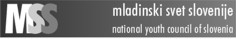 MSS
mladinski svet slovenije
national youth council of slovenia